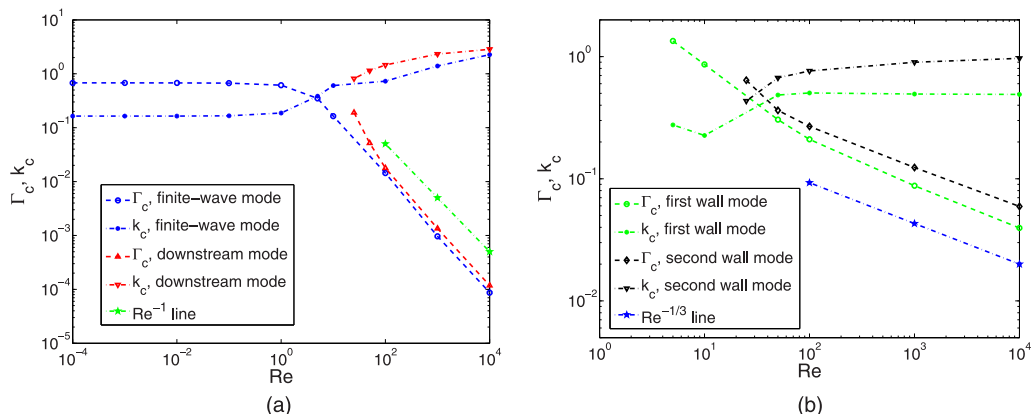 (a)
Γc, kc
10^1
10^0
10^-1
10^-2
10^-3
10^-4
10^-5
Γc, finite-wave mode
kc, finite-wave mode
Γc, downstream mode
kc, downstream mode
Re^-1 line
10^-4
10^-2
10^0
10^2
10^4
Re
(a)
(b)
Γc, kc
10^0
10^-1
10^-2
Γc, first wall mode
kc, first wall mode
Γc, second wall mode
kc, second wall mode
Re^-1/3 line
10^0
10^1
10^2
10^3
10^4
Re
(b)